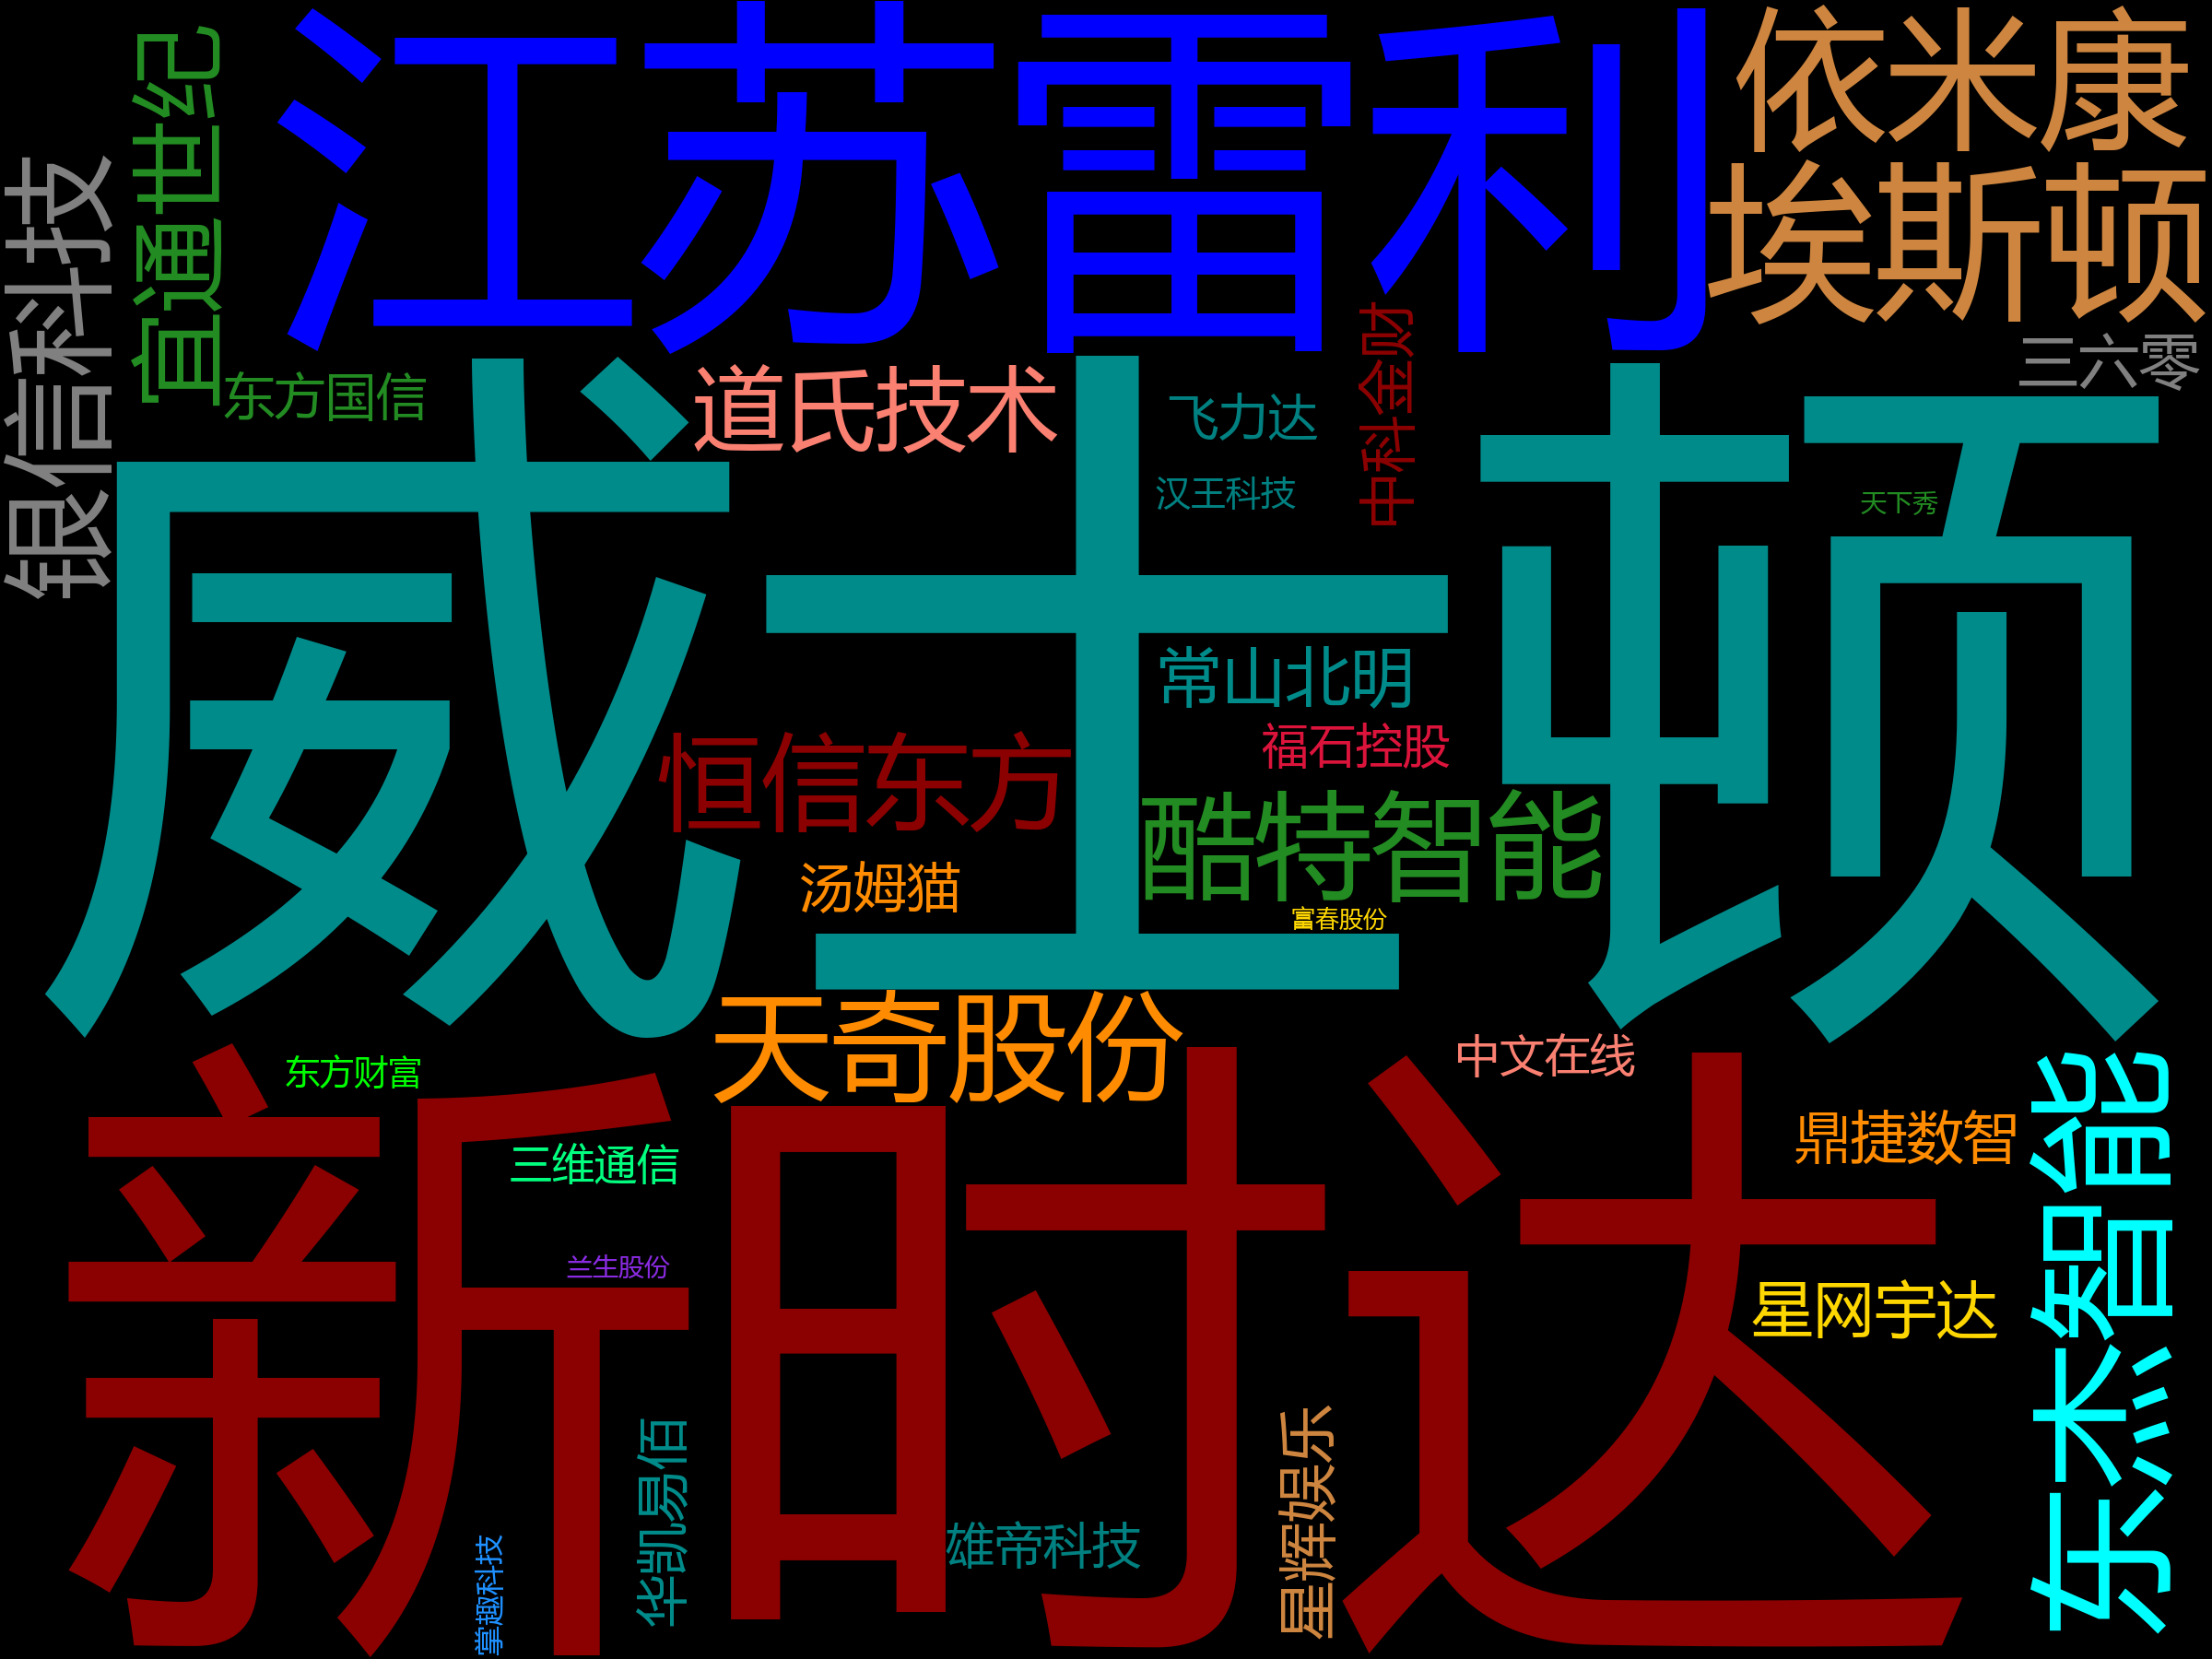 江苏雷利
依米康
埃斯顿
宜通世纪
银信科技
三六零
东方国信
道氏技术
飞力达
汉王科技
中科金财
天下秀
威士顿
常山北明
福石控股
恒信东方
酷特智能
汤姆猫
富春股份
天奇股份
中文在线
东方财富
鼎捷数智
三维通信
兰生股份
新时达
星网宇达
东杰智能
华凯易佰
星辉娱乐
雄帝科技
掌趣科技